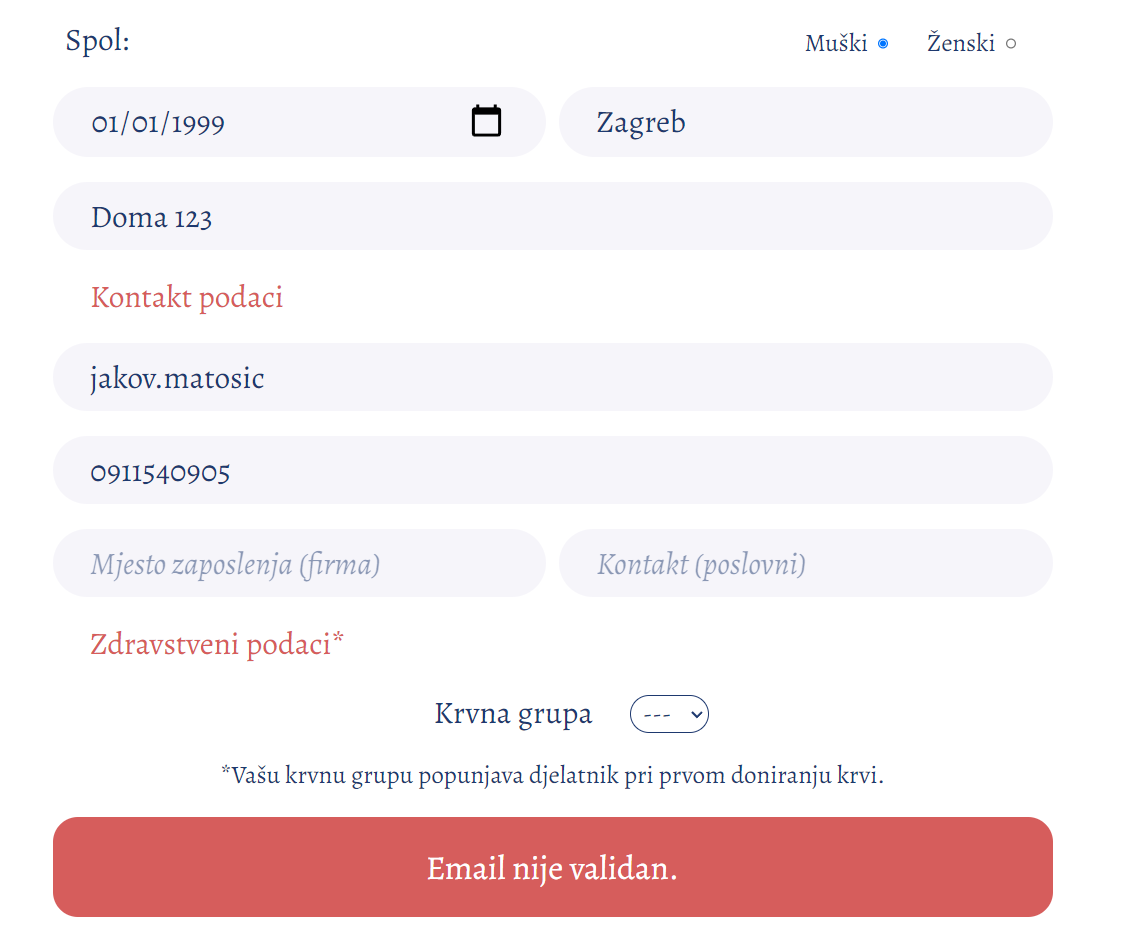 Spol: Muški Ženski
01/01/1999 Zagreb
Doma 123
Kontakt podaci
jakov.matosic
0911540905
Mjesto zaposlenja (firma) Kontakt (poslovni)
Zdravstveni podaci*
Krvna grupa ---
*Vašu krvnu grupu popunjava djelatnik pri prvom doniranju krvi.
Email nije validan.